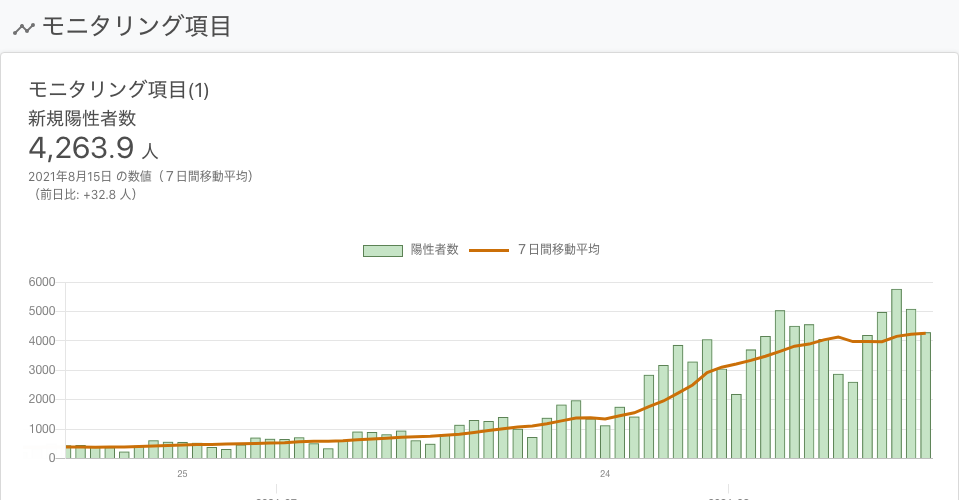 モニタリング項目
モニタリング項目(1)
新規陽性者数
4,263.9 人
2021年8月15日 の数値（７日間移動平均）
（前日比: +32.8 人）
陽性者数 ７日間移動平均
6000
5000
4000
3000
2000
1000
0
25 24